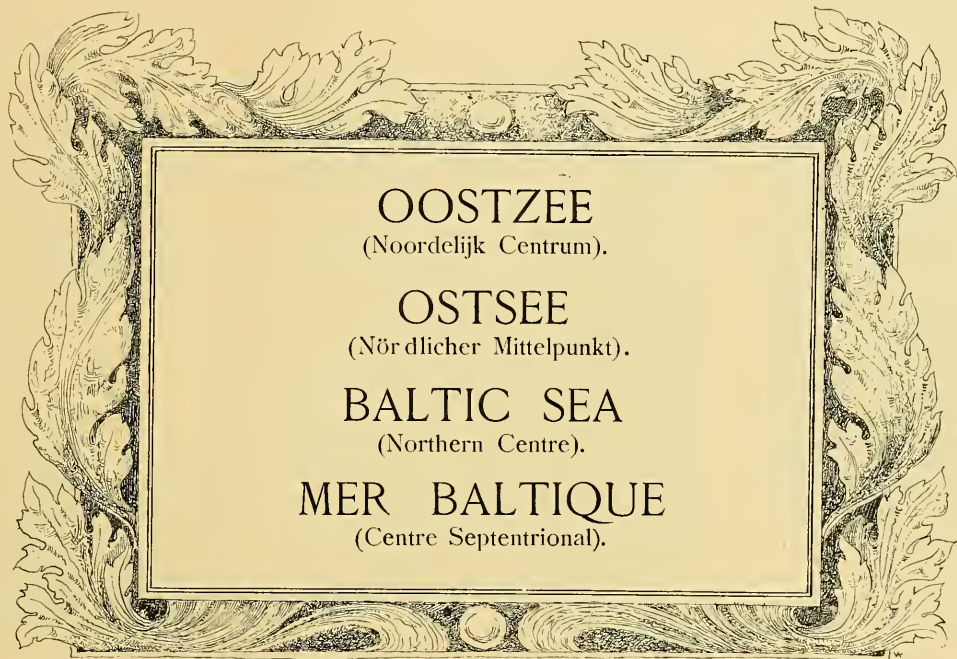 OOSTZEE
(Noordelijk Centrum).
OSTSEE
(Nördlicher Mittelpunkt).
BALTIC SEA
(Northern Centre).
MER BALTIQUE
(Centre Septentrional).